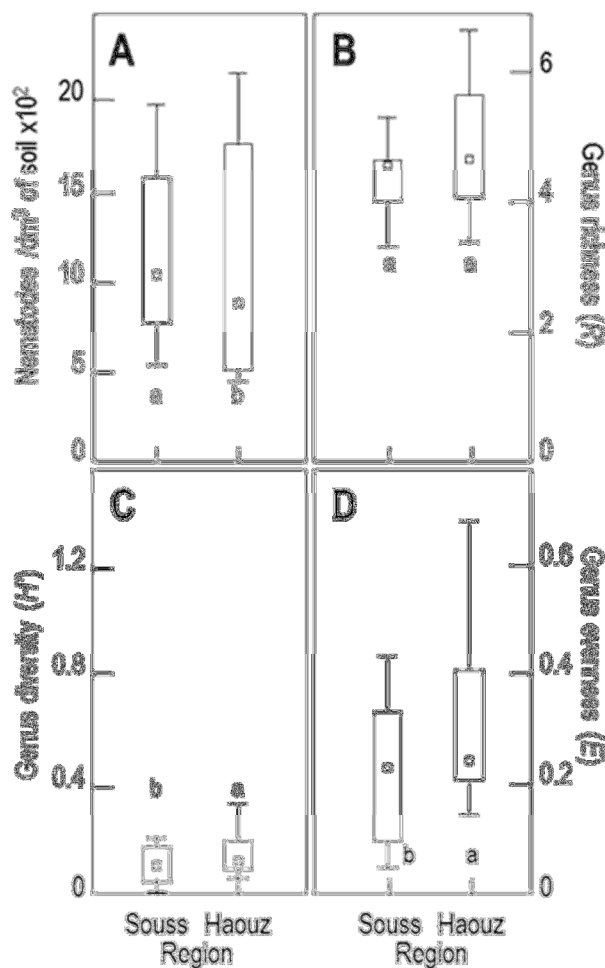 A
B
Nematodes /dm³ of soil x10²
20
15
10
5
0
a
b
6
4
2
0
Genus richness (R)
a
a
C
D
Genus diversity (H')
1.2
0.8
0.4
0
b
a
0.6
0.4
0.2
0
Genus evennes (E)
b
a
Souss Haouz
Region
Souss Haouz
Region